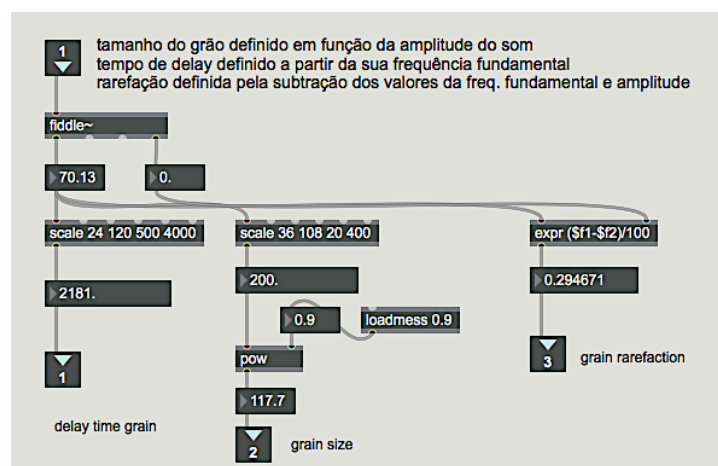 1
tamanho do grão definido em função da amplitude do som
tempo de delay definido a partir da sua frequência fundamental
rarefação definida pela subtração dos valores da freq. fundamental e amplitude
fiddle~
70.13 0.
scale 24 120 500 4000 scale 36 108 20 400 expr ($f1-$f2)/100
2181. 200. 0.294671
0.9 loadmess 0.9
pow
1 3 grain rarefaction
117.7
delay time grain
2 grain size